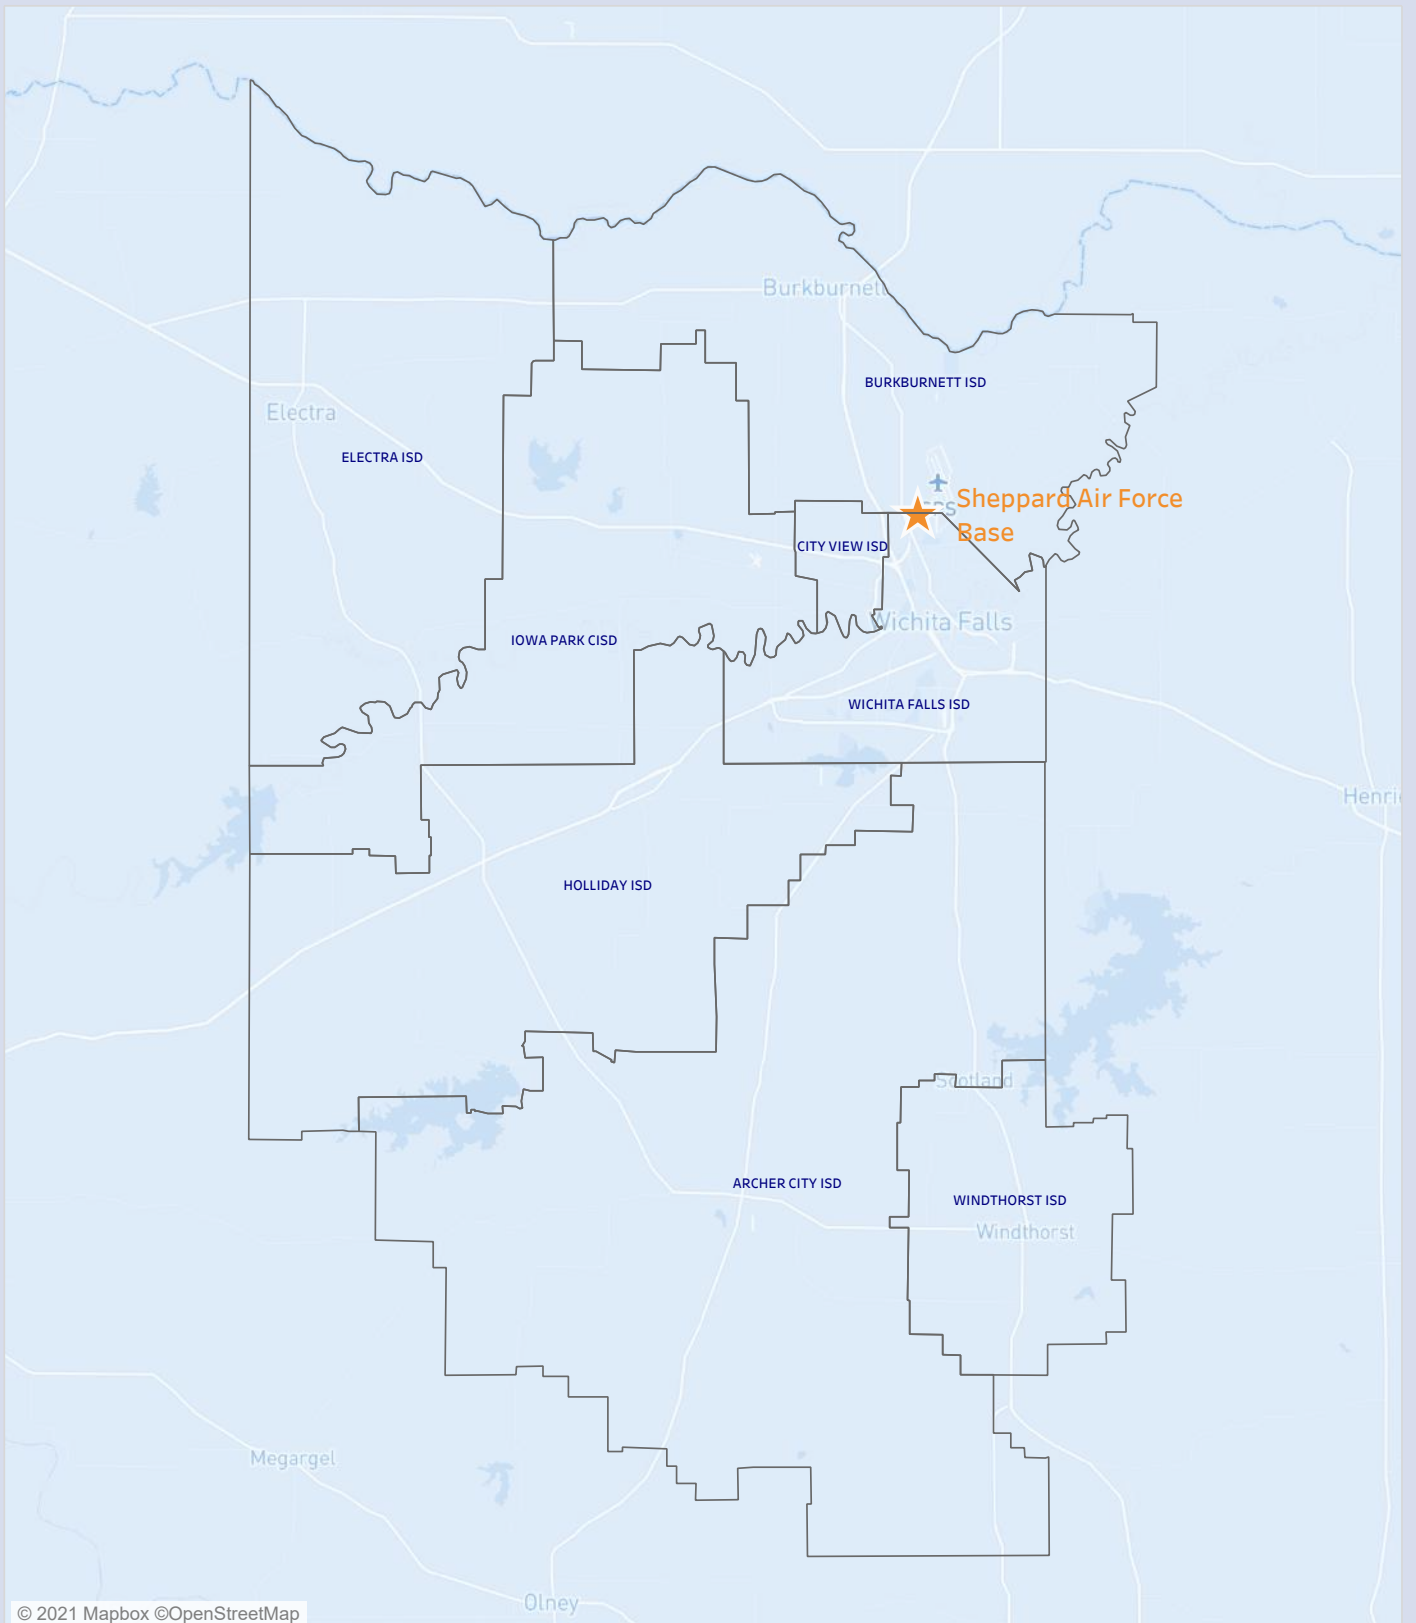 Burkburnett
BURKBURNETT ISD
Electra
ELECTRA ISD
Sheppard Air Force
Base
CITY VIEW ISD
Wichita Falls
IOWA PARK CISD
WICHITA FALLS ISD
Henri
HOLLIDAY ISD
Scotland
ARCHER CITY ISD
WINDTHORST ISD
Windthorst
Megargel
Olney
© 2021 Mapbox ©OpenStreetMap